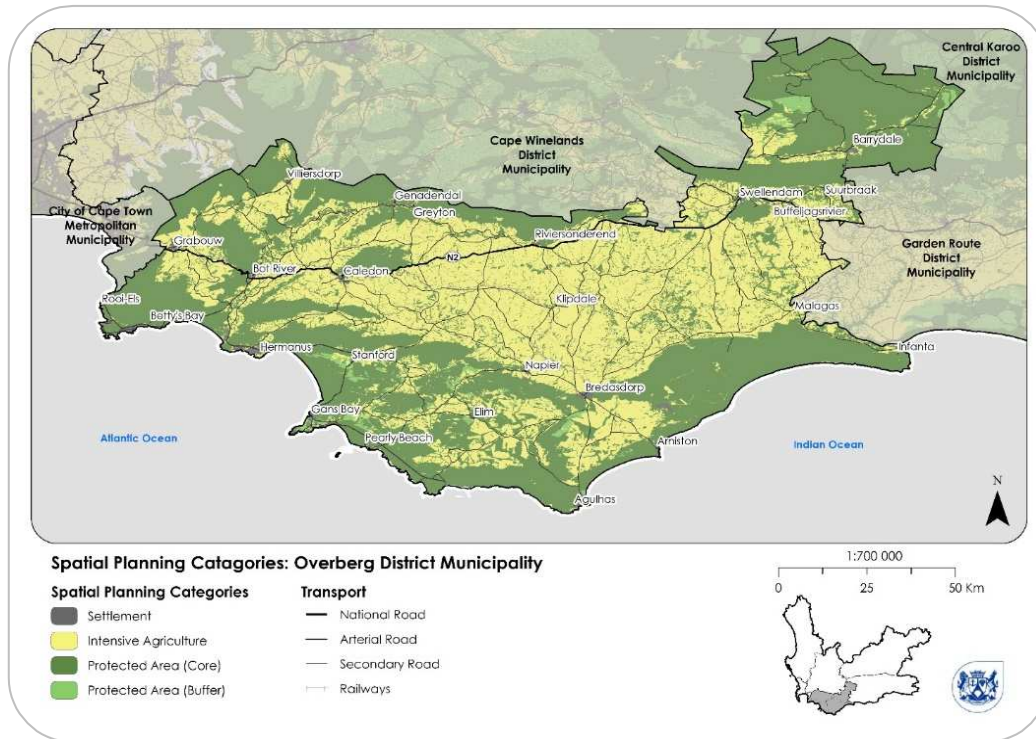 Central Karoo
District
Municipality
Cape Winelands
District
Municipality
Barrydale
Villiersdorp
Genadendal
Swellendam
Suurbraak
City of Cape Town
Metropolitan
Municipality
Greyton
Buffeljagsrivier
Grabouw
Riviersonderend
Garden Route
District
Municipality
N2
Bot River
Caledon
Rooi-Els
Klipdale
Malagas
Betty's Bay
Hermanus
Infanta
Stanford
Napier
Bredasdorp
Gans Bay
Elim
Atlantic Ocean
Pearly Beach
Arniston
Indian Ocean
Agulhas
N
Spatial Planning Catagories: Overberg District Municipality
Spatial Planning Categories
Settlement
Intensive Agriculture
Protected Area (Core)
Protected Area (Buffer)
Transport
National Road
Arterial Road
Secondary Road
Railways
1:700 000
0 25 50 Km